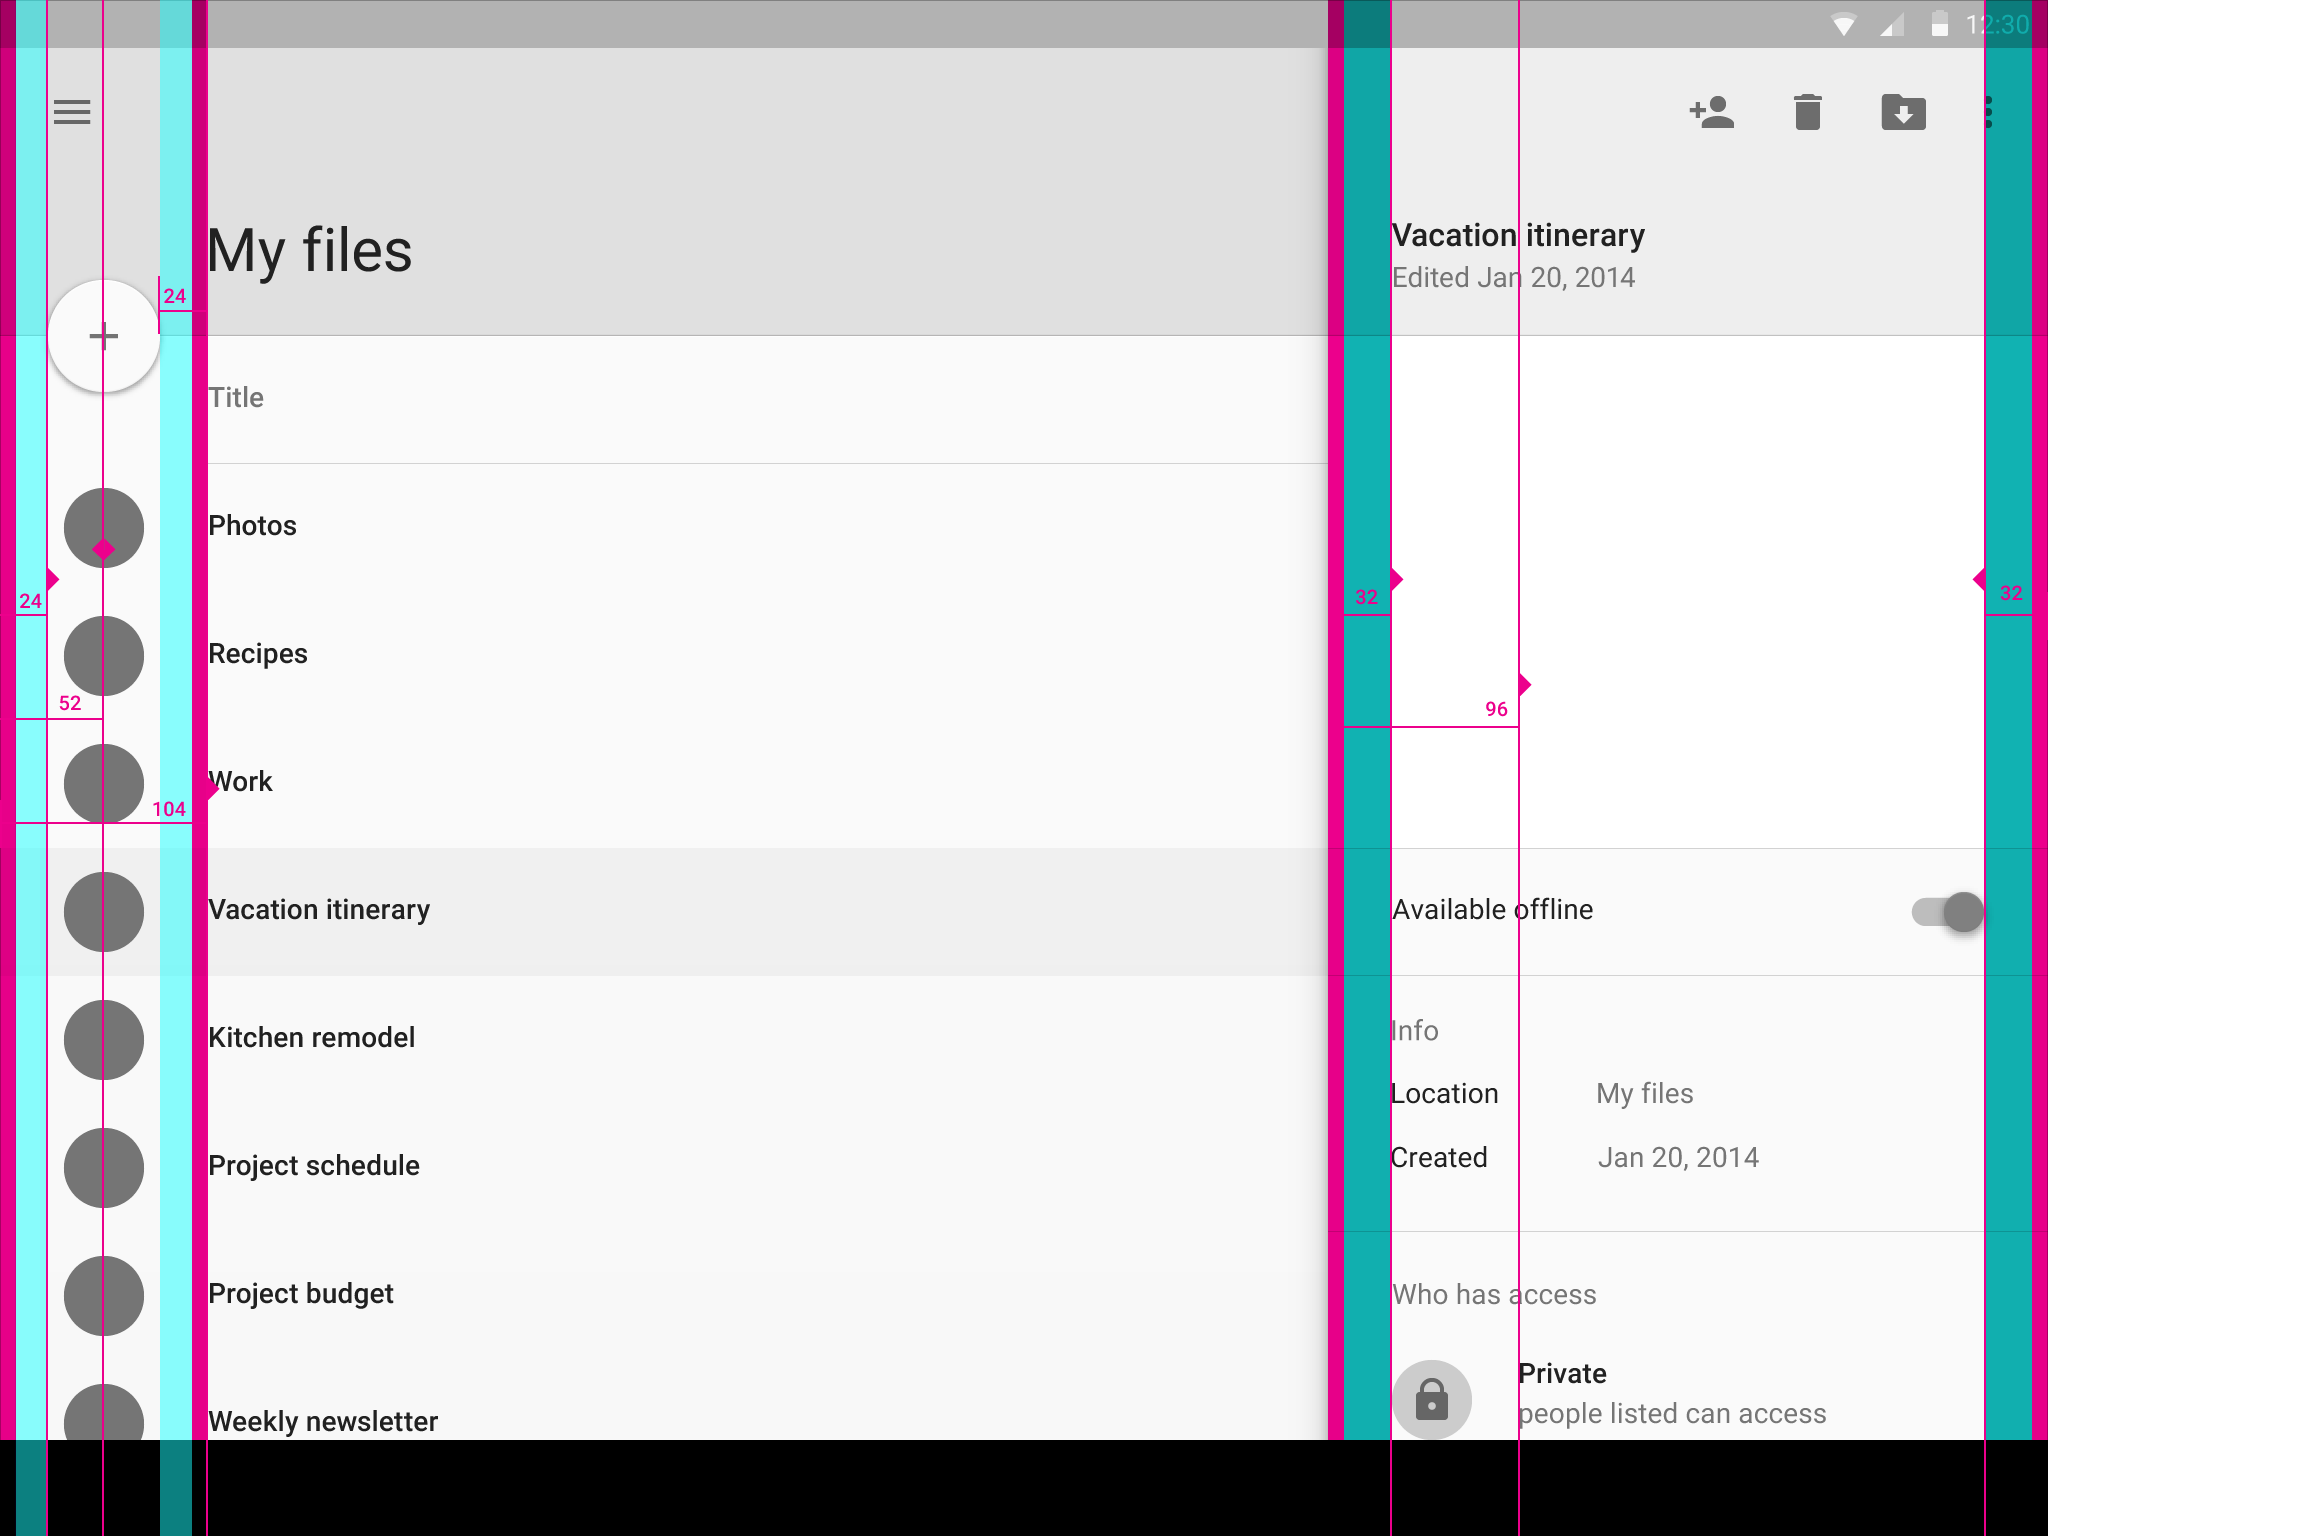 12:30
My files
Vacation itinerary
Edited Jan 20, 2014
24
Title
Photos
24
32
32
Recipes
52
96
Work
104
Vacation itinerary
Available offline
Kitchen remodel
Info
Location My files
Project schedule
Created Jan 20, 2014
Project budget
Who has access
Private
people listed can access
Weekly newsletter